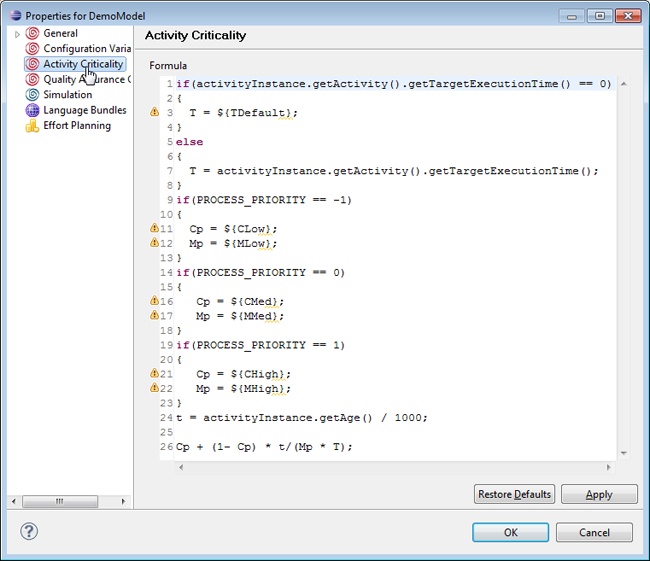 Properties for DemoModel
General
Configuration Varia
Activity Criticality
Quality Assurance C
Simulation
Language Bundles
Effort Planning
Activity Criticality
Formula
1 if(activityInstance.getActivity().getTargetExecutionTime() == 0)
2 {
3 T = ${TDefault};
4 }
5 else
6 {
7 T = activityInstance.getActivity().getTargetExecutionTime();
8 }
9 if(PROCESS_PRIORITY == -1)
10 {
11 Cp = ${CLow};
12 Mp = ${MLow};
13 }
14 if(PROCESS_PRIORITY == 0)
15 {
16 Cp = ${CMed};
17 Mp = ${MMed};
18 }
19 if(PROCESS_PRIORITY == 1)
20 {
21 Cp = ${CHigh};
22 Mp = ${MHigh};
23 }
24 t = activityInstance.getAge() / 1000;
25
26 Cp + (1- Cp) * t/(Mp * T);
Restore Defaults
Apply
?
OK
Cancel